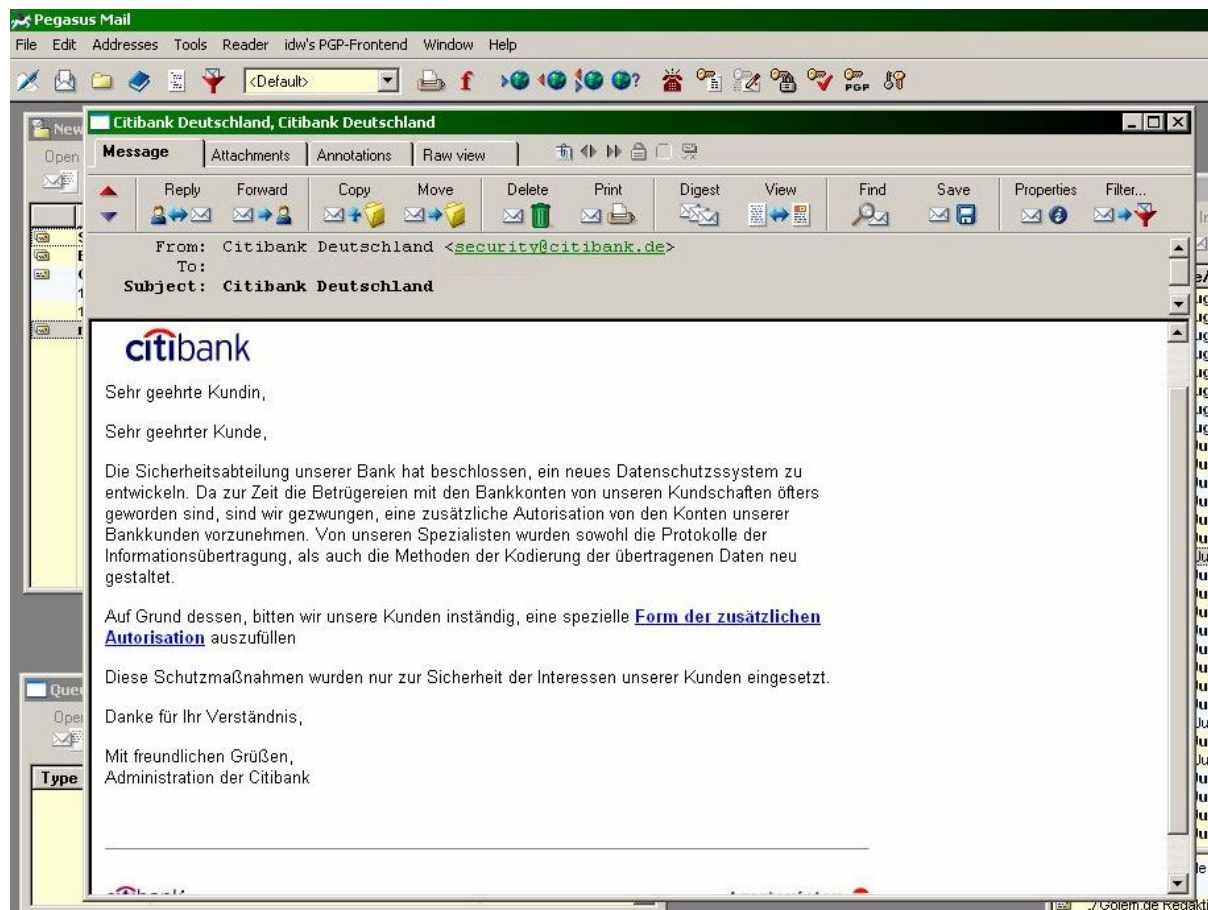 Pegasus Mail
File Edit Addresses Tools Reader idw's PGP-Frontend Window Help
<Default>
PGP
New
Open
Citibank Deutschland, Citibank Deutschland
Message Attachments Annotations Raw view
Reply Forward Copy Move Delete Print Digest View Find Save Properties Filter...
From: Citibank Deutschland <security@citibank.de>
To:
Subject: Citibank Deutschland
citibank
Sehr geehrte Kundin,
Sehr geehrter Kunde,
Die Sicherheitsabteilung unserer Bank hat beschlossen, ein neues Datenschutzssystem zu
entwickeln. Da zur Zeit die Betrügereien mit den Bankkonten von unseren Kundschaften öfters
geworden sind, sind wir gezwungen, eine zusätzliche Autorisation von den Konten unserer
Bankkunden vorzunehmen. Von unseren Spezialisten wurden sowohl die Protokolle der
Informationsübertragung, als auch die Methoden der Kodierung der übertragenen Daten neu
gestaltet.
Auf Grund dessen, bitten wir unsere Kunden inständig, eine spezielle Form der zusätzlichen
Autorisation auszufüllen
Diese Schutzmaßnahmen wurden nur zur Sicherheit der Interessen unserer Kunden eingesetzt.
Danke für Ihr Verständnis,
Mit freundlichen Grüßen,
Administration der Citibank
Type